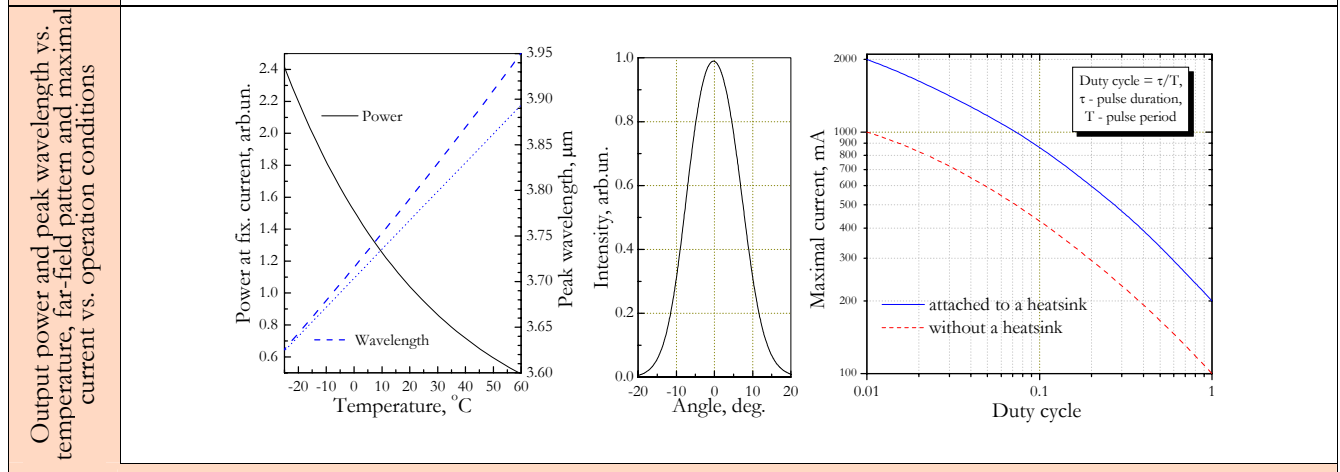 Output power and peak wavelength vs.
temperature, far-field pattern and maximal
current vs. operation conditions
Power at fix. current, arb.un.
2.4
2.2
2.0
1.8
1.6
1.4
1.2
1.0
0.8
0.6
Power
Wavelength
-20 -10 0 10 20 30 40 50 60
Temperature, °C
3.95
3.90
3.85
3.80
3.75
3.70
3.65
3.60
Peak wavelength, μm
Intensity, arb.un.
1.0
0.8
0.6
0.4
0.2
0.0
-20 -10 0 10 20
Angle, deg.
Maximal current, mA
2000
1000
900
800
700
600
500
400
300
200
100
Duty cycle = τ/T,
τ - pulse duration,
T - pulse period
attached to a heatsink
without a heatsink
0.01 0.1 1
Duty cycle